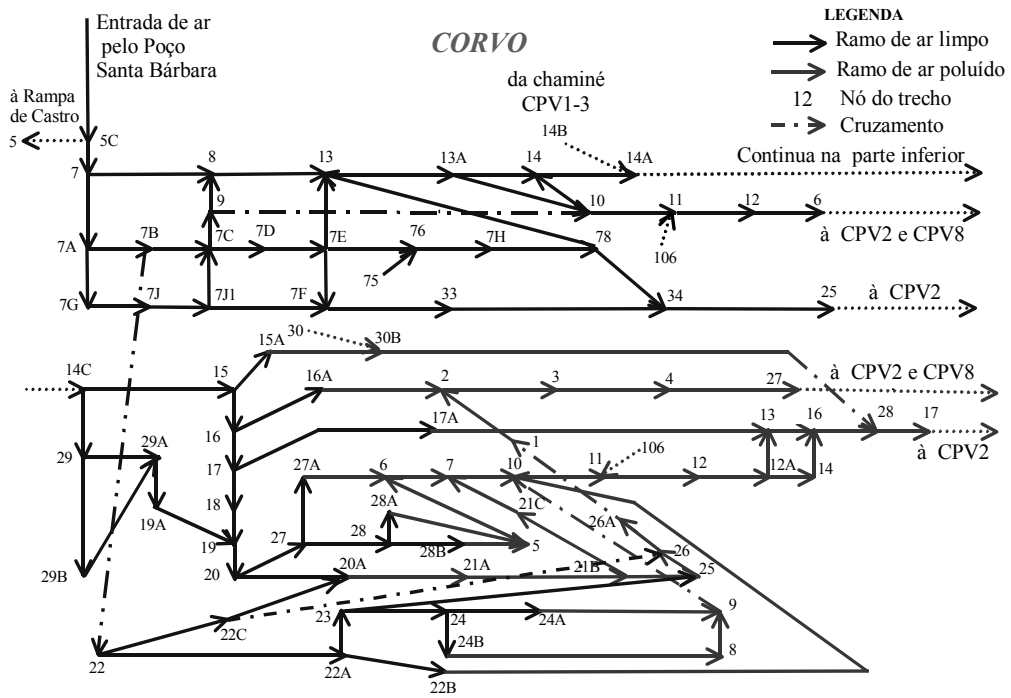 Entrada de ar
pelo Poço
Santa Bárbara
CORVO
LEGENDA
Ramo de ar limpo
Ramo de ar poluído
12 Nó do trecho
Cruzamento
da chaminé
CPV1-3
à Rampa
de Castro
5 5C
14B
7 8 13 13A 14 14A
Continua na parte inferior
9 10 11 12 6
à CPV2 e CPV8
106
7A 7B 7C 7D 7E 76 7H 78
75
7G 7J 7J1 7F 33 34 25
à CPV2
30
15A 30B
14C 15 16A 2 3 4 27
à CPV2 e CPV8
16 17A 13 16 28 17
à CPV2
29 29A 17 1
27A 6 7 10 11 106 12 12A 14
19A 18 28A 21C 26A
19 27 28 28B 5 26
29B 20 20A 21A 21B 25
22C 23 24 24A 9
22 22A 24B 8
22B